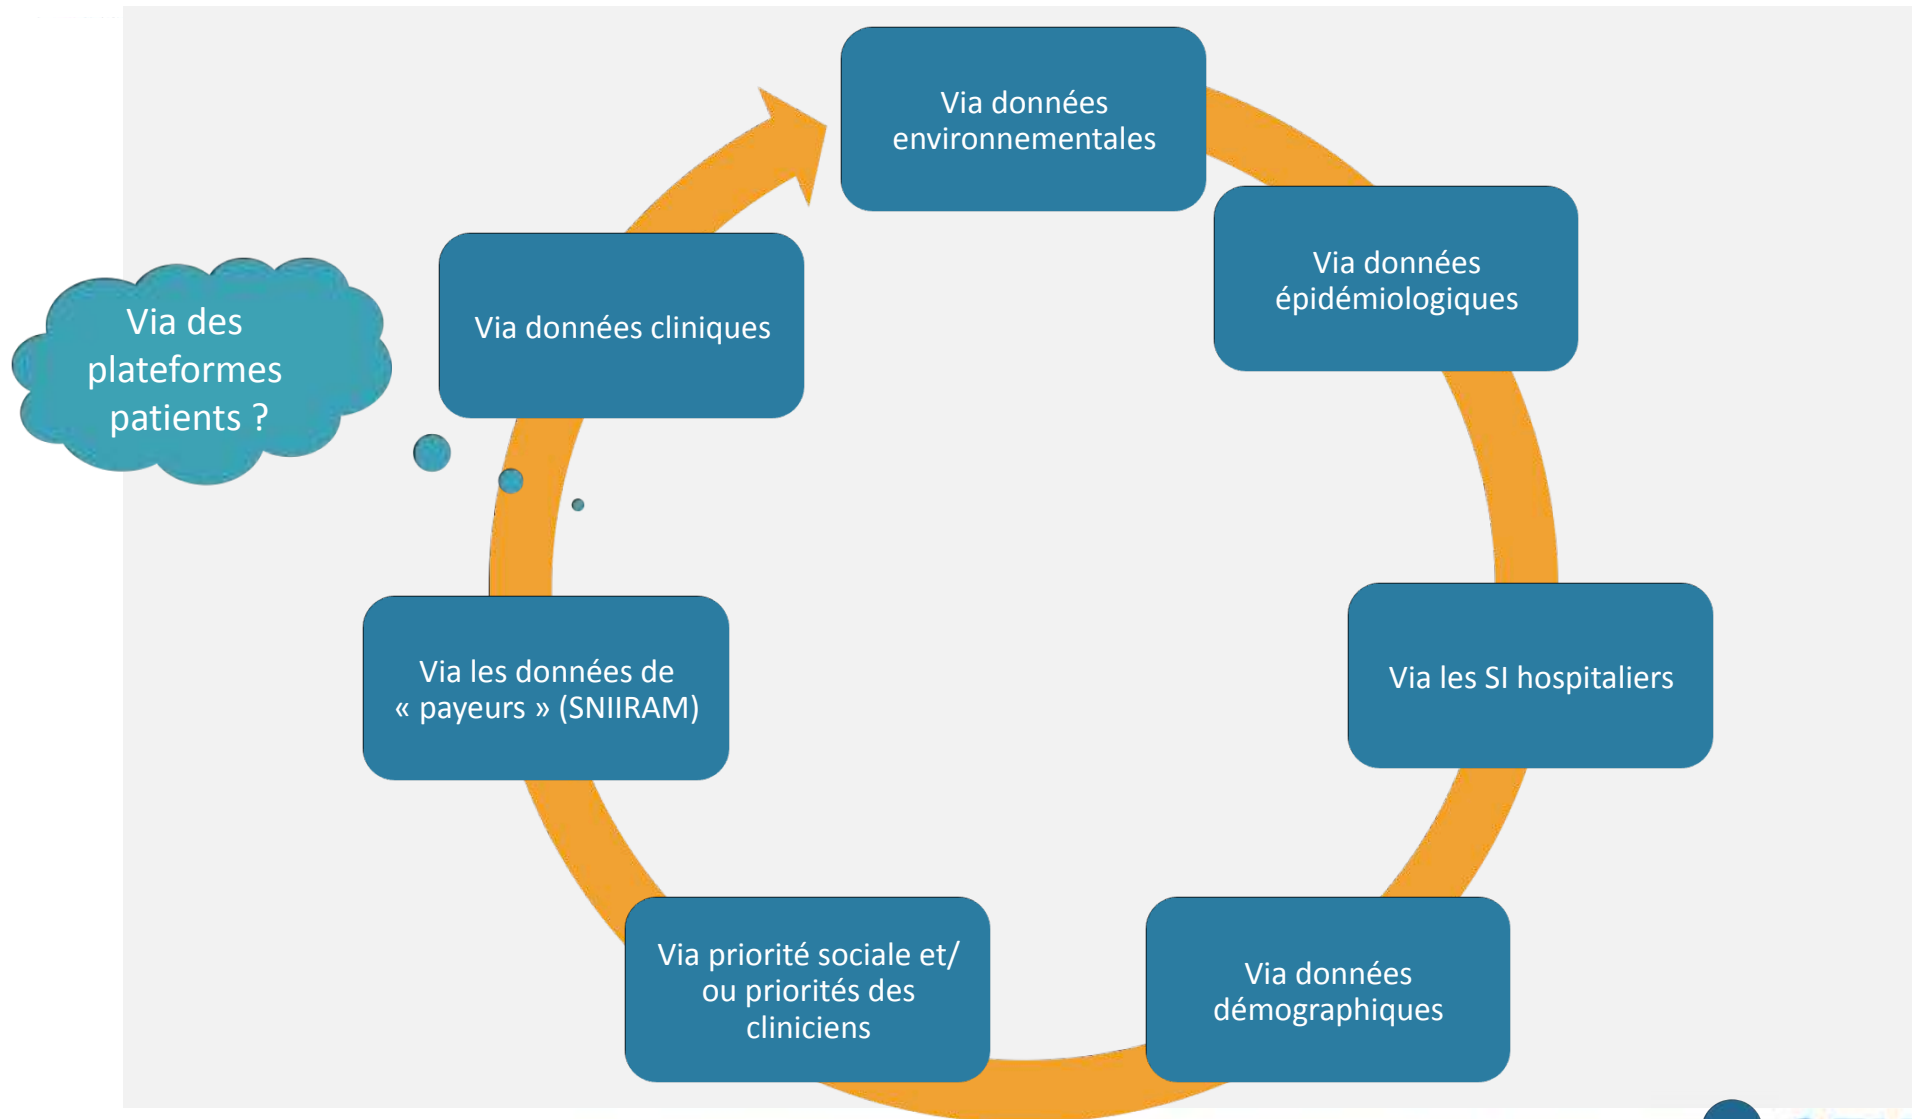 Via données
environnementales
Via données
épidémiologiques
Via les SI hospitaliers
Via données
démographiques
Via priorité sociale et/
ou priorités des
cliniciens
Via les données de
« payeurs » (SNIIRAM)
Via données cliniques
Via des
plateformes
patients ?